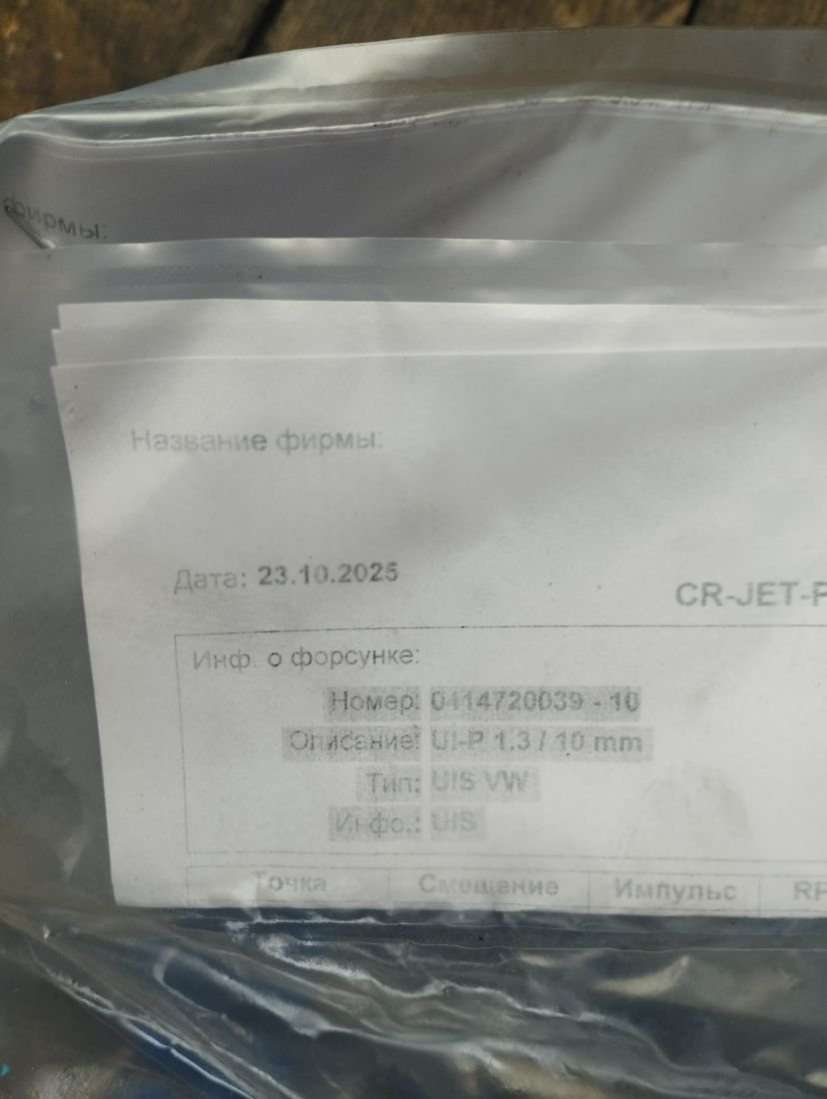 фирмы:
Название фирмы:
Дата: 23.10.2025
CR-JET-
Инф. о форсунке:
Номер: 0414720039 - 10
Описание: UI-P 1.3 / 10 mm
Тип: UIS VW
Инфо.: UIS
Точка Смещение Импульс